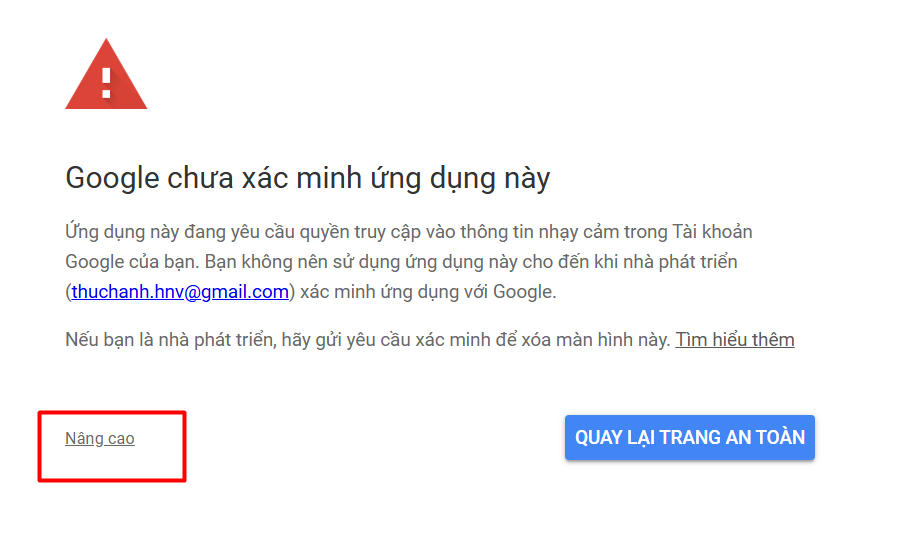 Google chưa xác minh ứng dụng này
Ứng dụng này đang yêu cầu quyền truy cập vào thông tin nhạy cảm trong Tài khoản
Google của bạn. Bạn không nên sử dụng ứng dụng này cho đến khi nhà phát triển
(thuchanh.hnv@gmail.com) xác minh ứng dụng với Google.
Nếu bạn là nhà phát triển, hãy gửi yêu cầu xác minh để xóa màn hình này. Tìm hiểu thêm
Nâng cao
QUAY LẠI TRANG AN TOÀN